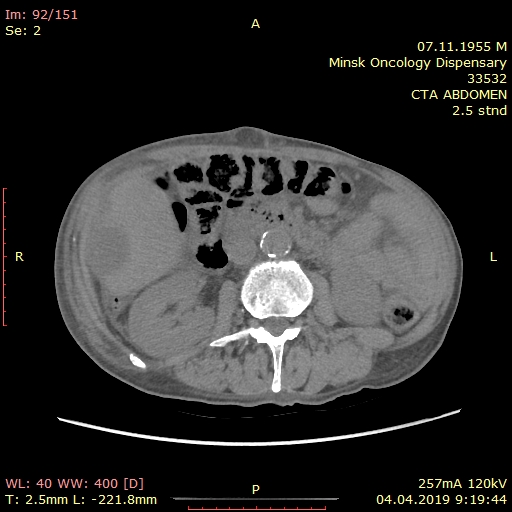 Im: 92/151
Se: 2
A
07.11.1955 M
Minsk Oncology Dispensary
33532
CTA ABDOMEN
2.5 stnd
R
L
WL: 40 WW: 400 [D]
T: 2.5mm L: -221.8mm
P
257mA 120kV
04.04.2019 9:19:44